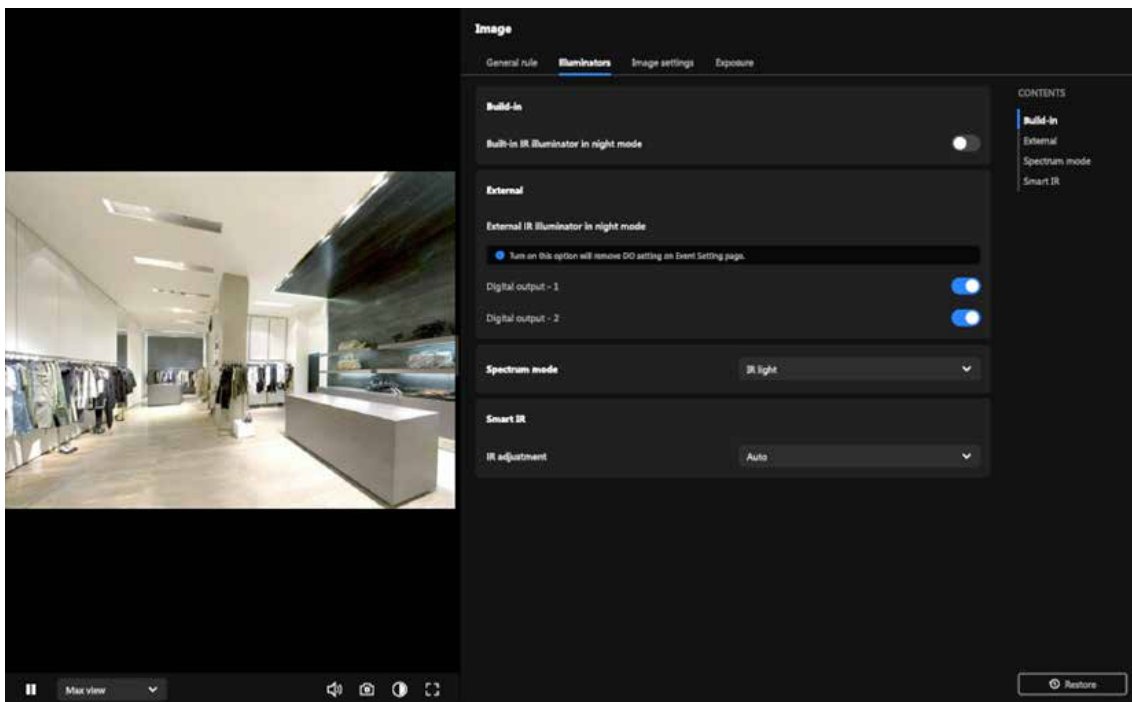 Image
General rule Illuminators Image settings Exposure
Build-in
Built-in IR illuminator in night mode
External
External IR illuminator in night mode
Turn on this option will remove DO setting on Event Setting page.
Digital output - 1
Digital output - 2
Spectrum mode IR light
Smart IR
IR adjustment Auto
CONTENTS
Build-in
External
Spectrum mode
Smart IR
Max view
Restore